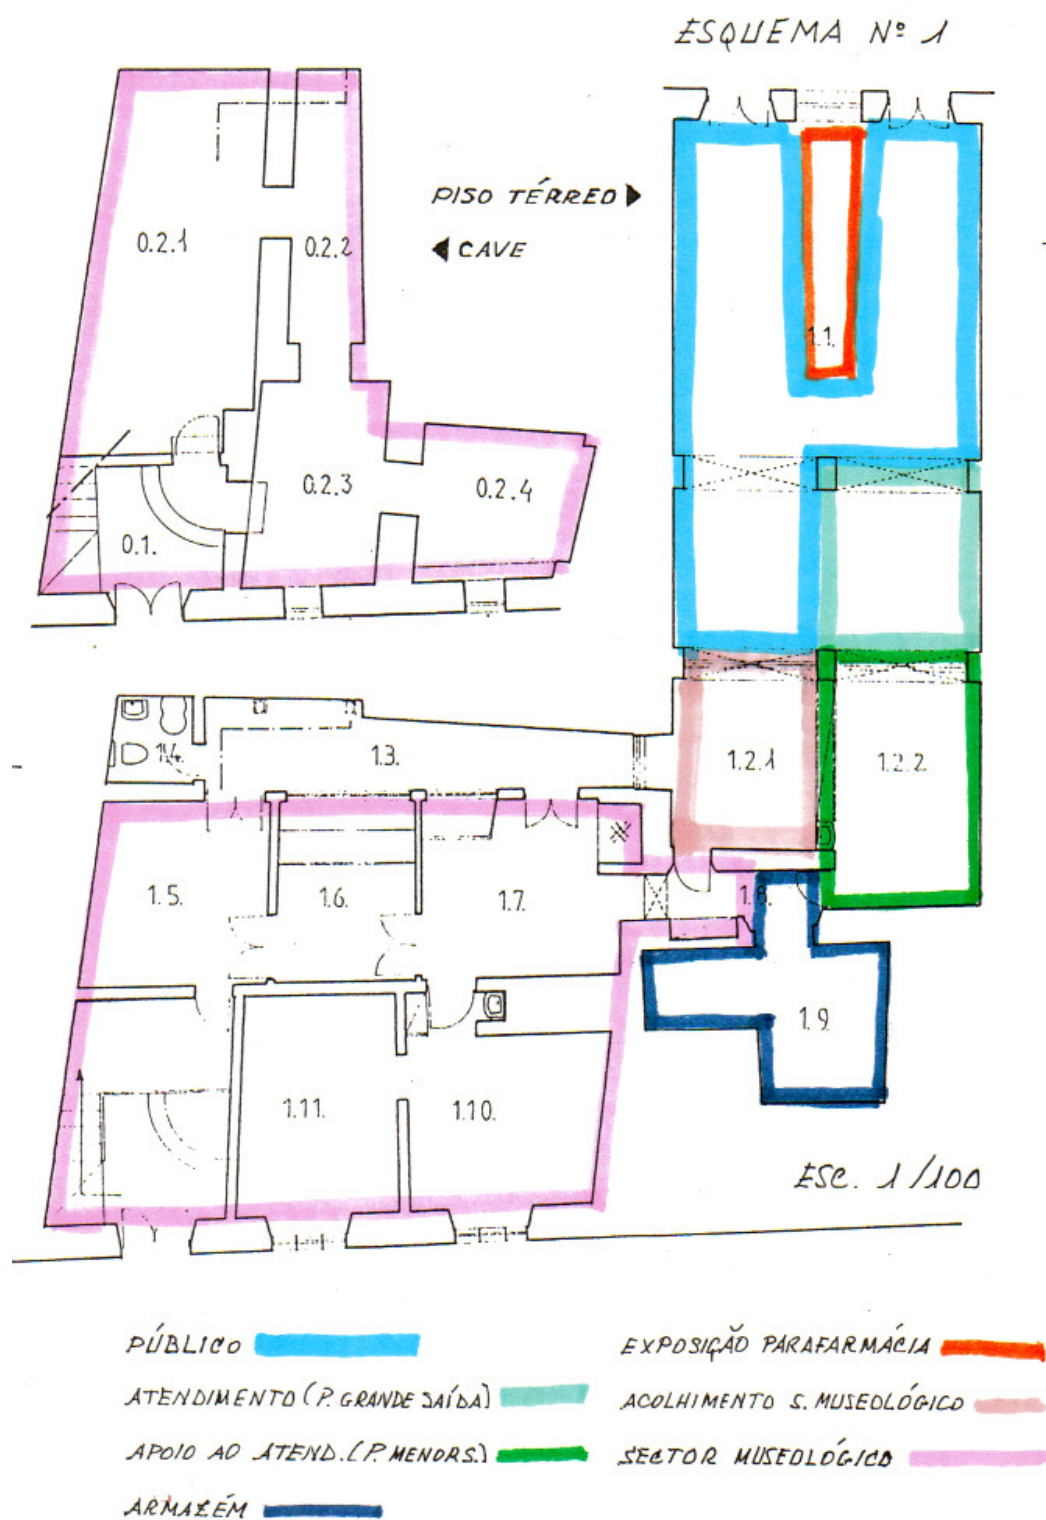 ESQUEMA Nº 1
PISO TÉRREO ▶
◀ CAVE
0.2.1
0.2.2
0.2.3
0.2.4
0.1.
1.1.
1.2.1
1.2.2
1.3.
1.4.
1.5.
1.6.
1.7.
1.8.
1.9.
1.11.
1.10.
ESC. 1/100
PÚBLICO
EXPOSIÇÃO PARAFARMÁCIA
ATENDIMENTO (P. GRANDE SAÍDA)
ACOLHIMENTO S. MUSEOLÓGICO
APOIO AO ATEND. (P. MENORS.)
SECTOR MUSEOLÓGICO
ARMAZÉM